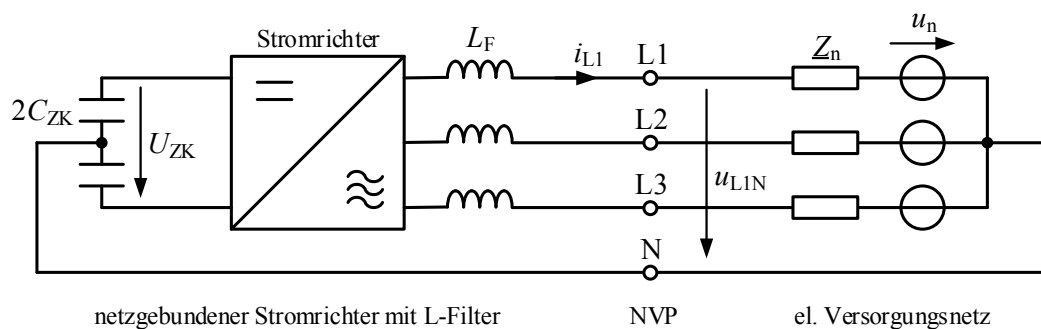 Stromrichter
L_F
i_L1
L1
Z_n
u_n
2C_ZK
U_ZK
L2
u_L1N
L3
N
netzgebundener Stromrichter mit L-Filter
NVP
el. Versorgungsnetz